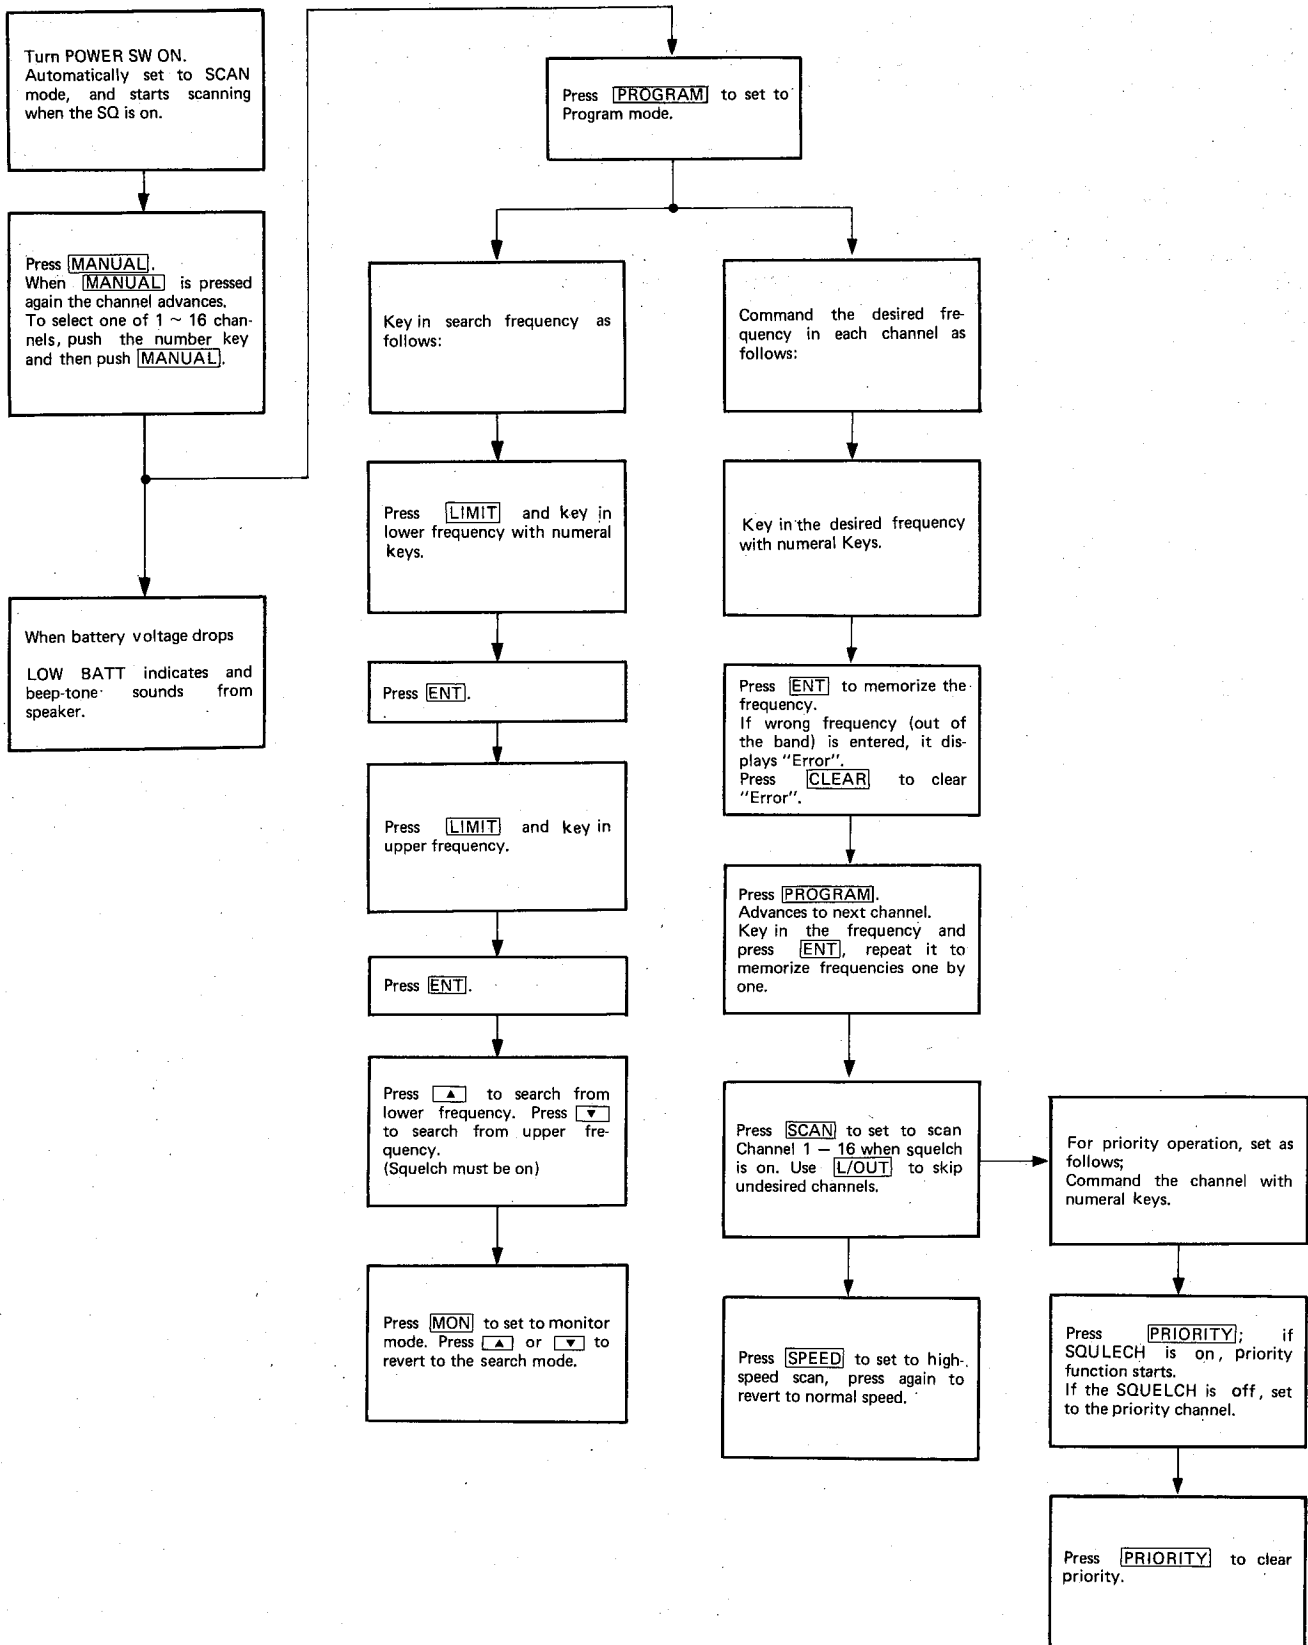 Turn POWER SW ON.
Automatically set to SCAN
mode, and starts scanning
when the SQ is on.
Press MANUAL.
When MANUAL is pressed
again the channel advances.
To select one of 1 ~ 16 chan-
nels, push the number key
and then push MANUAL.
When battery voltage drops
LOW BATT indicates and
beep-tone sounds from
speaker.
Press PROGRAM to set to
Program mode.
Key in search frequency as
follows:
Press LIMIT and key in
lower frequency with numeral
keys.
Press ENT.
Press LIMIT and key in
upper frequency.
Press ENT.
Press ▲ to search from
lower frequency. Press ▼
to search from upper fre-
quency.
(Squelch must be on)
Press MON to set to monitor
mode. Press ▲ or ▼ to
revert to the search mode.
Command the desired fre-
quency in each channel as
follows:
Key in the desired frequency
with numeral Keys.
Press ENT to memorize the
frequency.
If wrong frequency (out of
the band) is entered, it dis-
plays "Error".
Press CLEAR to clear
"Error".
Press PROGRAM.
Advances to next channel.
Key in the frequency and
press ENT, repeat it to
memorize frequencies one by
one.
Press SCAN to set to scan
Channel 1 – 16 when squelch
is on. Use L/OUT to skip
undesired channels.
Press SPEED to set to high-
speed scan, press again to
revert to normal speed.
For priority operation, set as
follows;
Command the channel with
numeral keys.
Press PRIORITY; if
SQULECH is on, priority
function starts.
If the SQUELCH is off, set
to the priority channel.
Press PRIORITY to clear
priority.